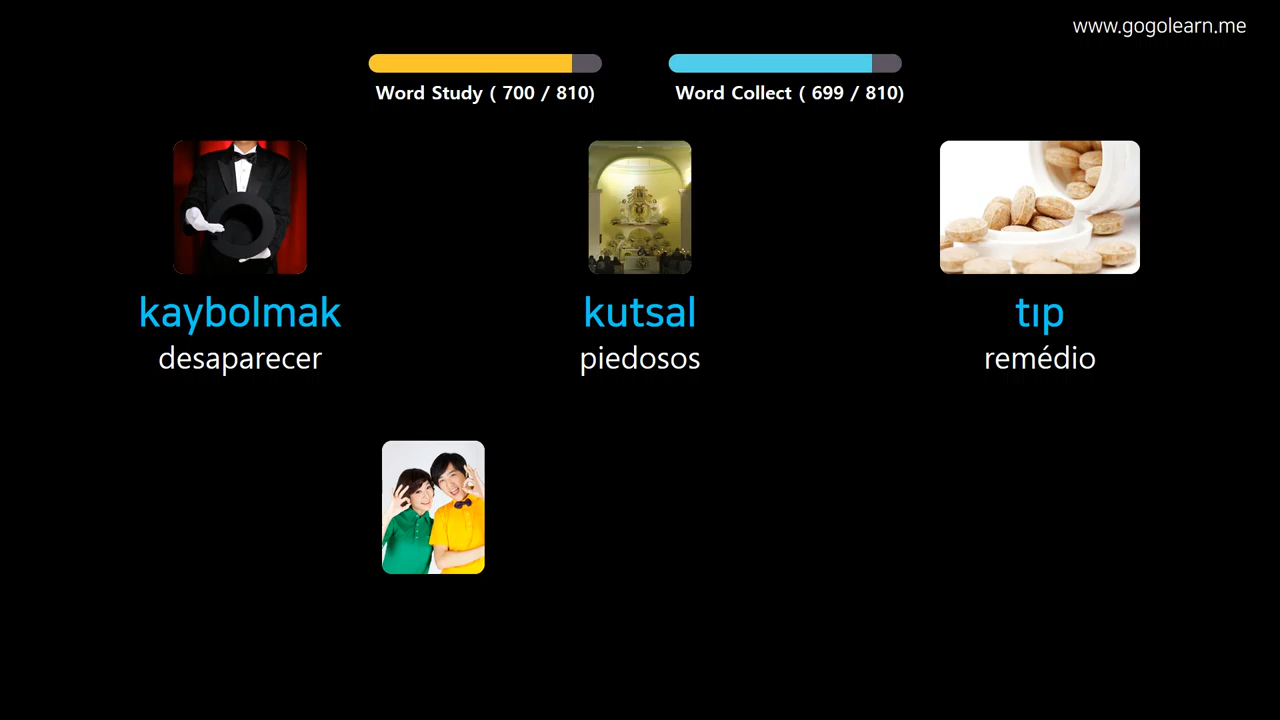 www.gogolearn.me
Word Study ( 700 / 810)
Word Collect ( 699 / 810)
kaybolmak
desaparecer
kutsal
piedosos
tıp
remédio